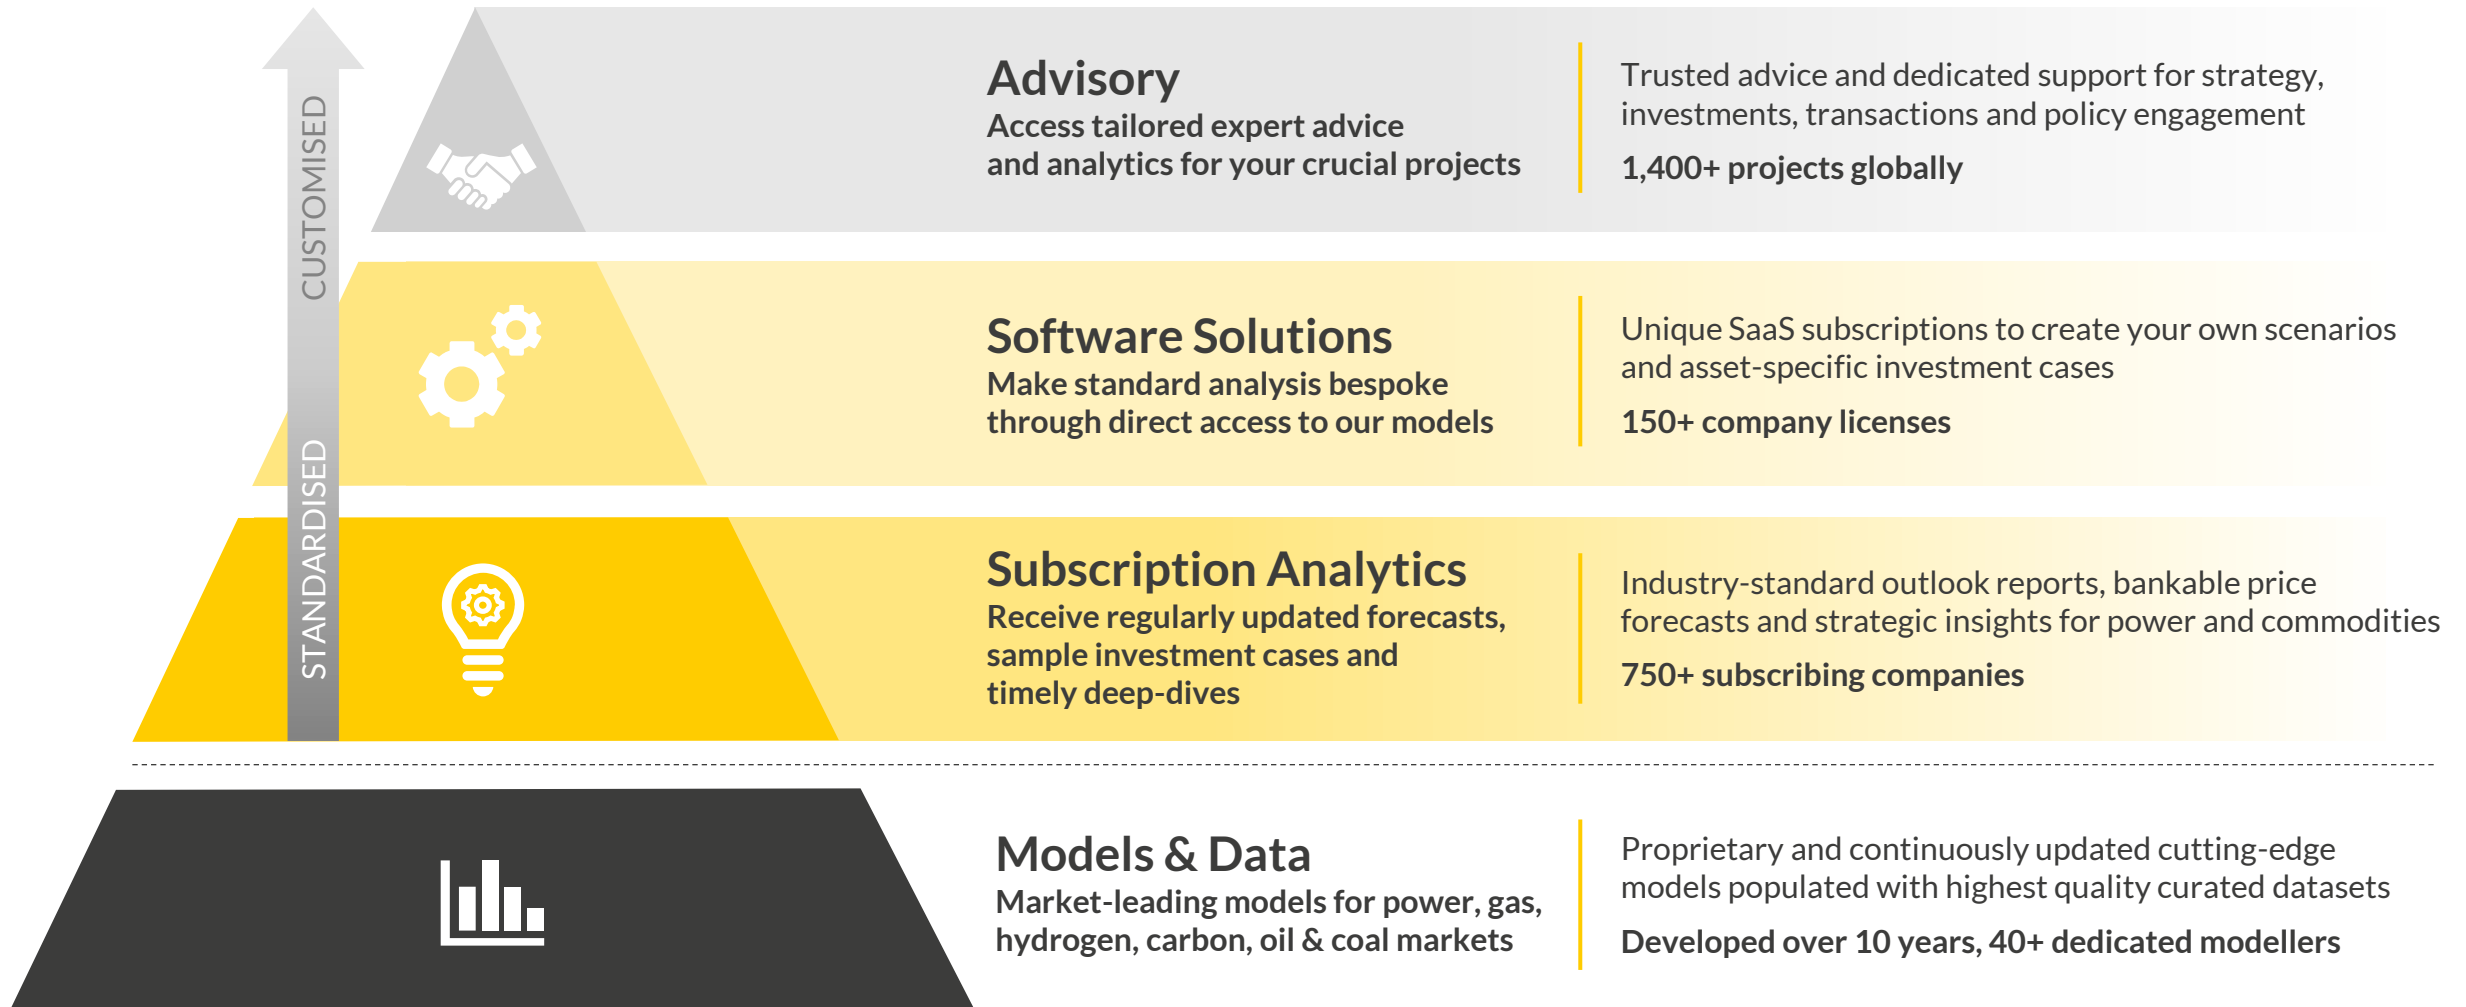 CUSTOMISED
STANDARDISED
Advisory
Access tailored expert advice
and analytics for your crucial projects
Trusted advice and dedicated support for strategy,
investments, transactions and policy engagement
1,400+ projects globally
Software Solutions
Make standard analysis bespoke
through direct access to our models
Unique SaaS subscriptions to create your own scenarios
and asset-specific investment cases
150+ company licenses
Subscription Analytics
Receive regularly updated forecasts,
sample investment cases and
timely deep-dives
Industry-standard outlook reports, bankable price
forecasts and strategic insights for power and commodities
750+ subscribing companies
Models & Data
Market-leading models for power, gas,
hydrogen, carbon, oil & coal markets
Proprietary and continuously updated cutting-edge
models populated with highest quality curated datasets
Developed over 10 years, 40+ dedicated modellers